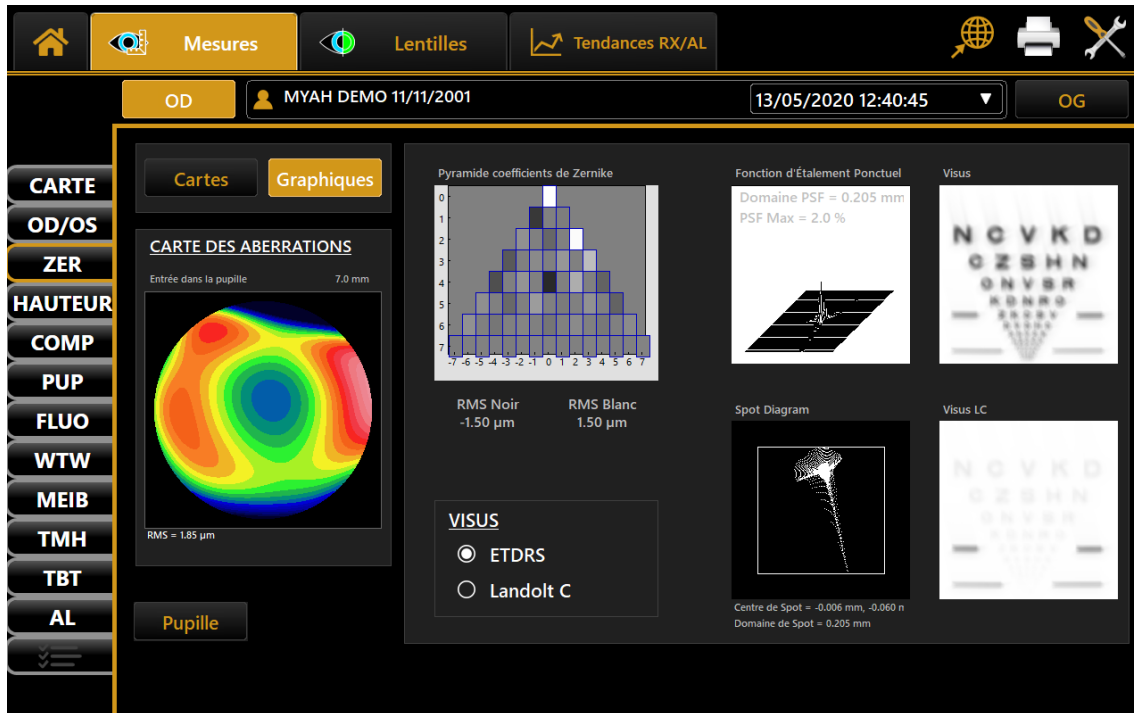 Mesures
Lentilles
Tendances RX/AL
OD
MYAH DEMO 11/11/2001
13/05/2020 12:40:45
OG
CARTE
OD/OS
ZER
HAUTEUR
COMP
PUP
FLUO
WTW
MEIB
TMH
TBT
AL
Cartes
Graphiques
CARTE DES ABERRATIONS
Entrée dans la pupille 7.0 mm
RMS = 1.85 µm
Pupille
Pyramide coefficients de Zernike
0
1
2
3
4
5
6
7
-7 -6 -5 -4 -3 -2 -1 0 1 2 3 4 5 6 7
RMS Noir RMS Blanc
-1.50 µm 1.50 µm
VISUS
ETDRS
Landolt C
Fonction d'Étalement Ponctuel
Domaine PSF = 0.205 mm
PSF Max = 2.0 %
Spot Diagram
Centre de Spot = -0.006 mm, -0.060 n
Domaine de Spot = 0.205 mm
Visus
N C V K D
C Z S H N
O N V S R
K D N R O
Visus LC
N C V K D
C Z S H N
O N V S R